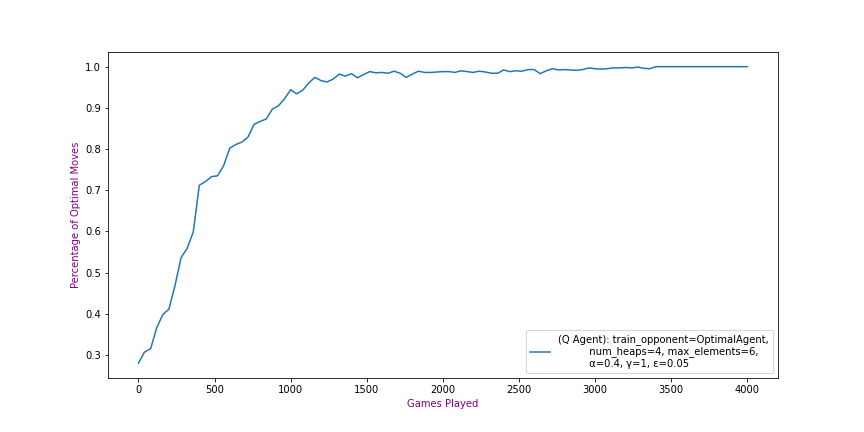 1.0
0.9
0.8
0.7
0.6
0.5
0.4
0.3
Percentage of Optimal Moves
(Q Agent): train_opponent=OptimalAgent,
num_heaps=4, max_elements=6,
α=0.4, γ=1, ε=0.05
0 500 1000 1500 2000 2500 3000 3500 4000
Games Played